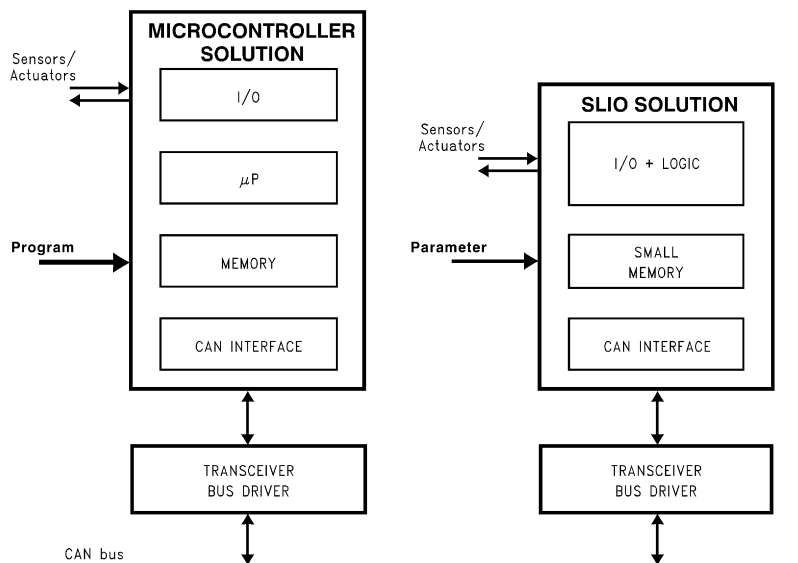 MICROCONTROLLER
SOLUTION
Sensors/
Actuators
I/O
μP
Program
MEMORY
CAN INTERFACE
TRANSCEIVER
BUS DRIVER
CAN bus
SLIO SOLUTION
Sensors/
Actuators
I/O + LOGIC
Parameter
SMALL
MEMORY
CAN INTERFACE
TRANSCEIVER
BUS DRIVER